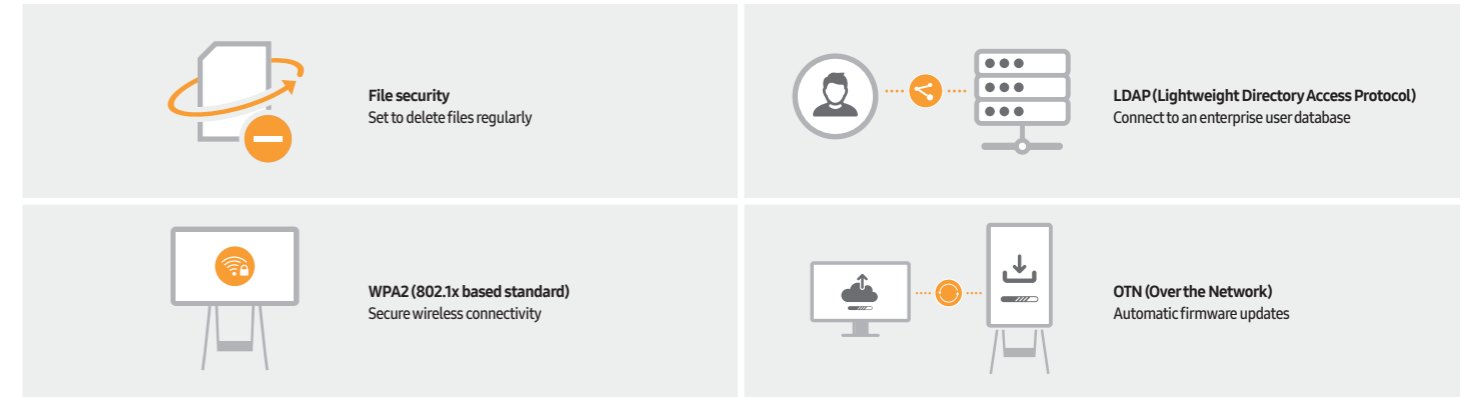 File security
Set to delete files regularly
LDAP (Lightweight Directory Access Protocol)
Connect to an enterprise user database
WPA2 (802.1x based standard)
Secure wireless connectivity
OTN (Over the Network)
Automatic firmware updates